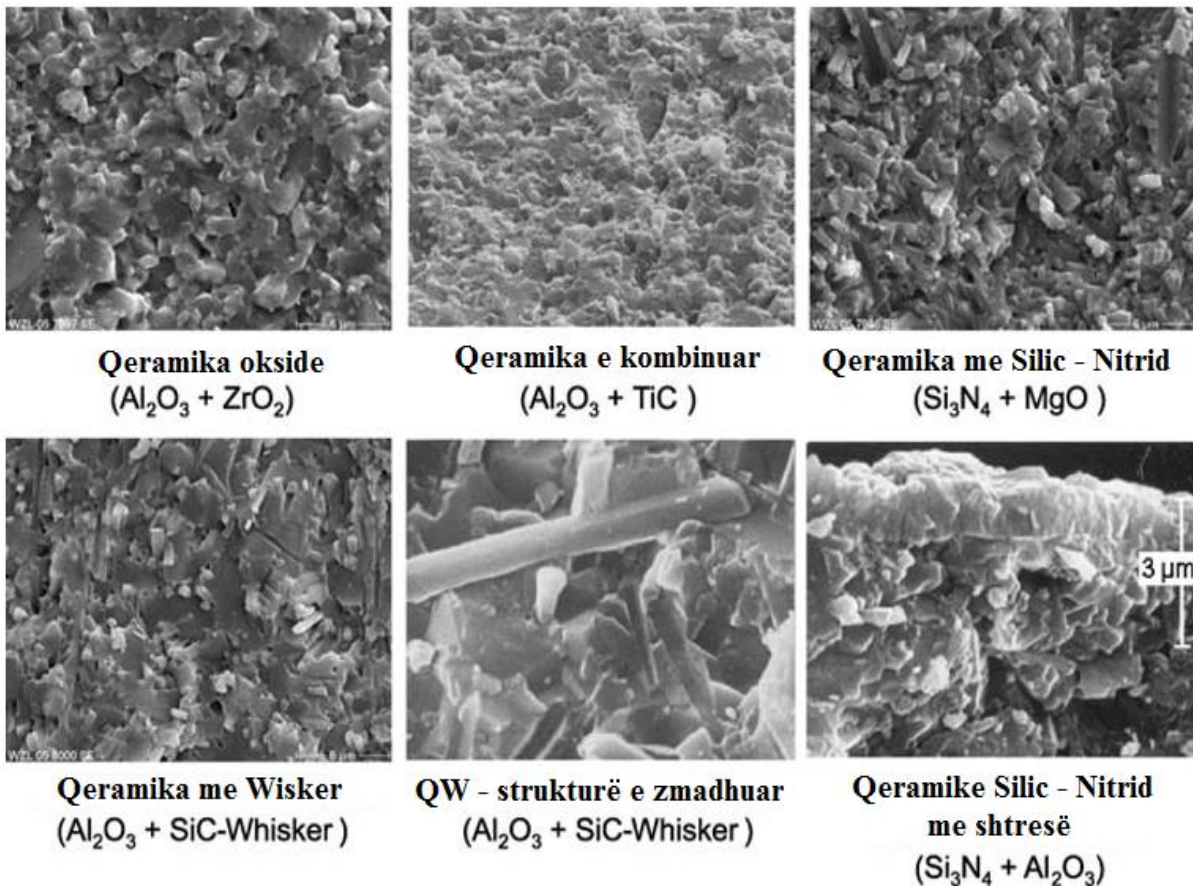 Qeramika okside
(Al₂O₃ + ZrO₂)
Qeramika e kombinuar
(Al₂O₃ + TiC )
Qeramika me Silic - Nitrid
(Si₃N₄ + MgO )
3 µm
Qeramika me Wisker
(Al₂O₃ + SiC-Whisker )
QW - strukturë e zmadhuar
(Al₂O₃ + SiC-Whisker )
Qeramike Silic - Nitrid
me shtresë
(Si₃N₄ + Al₂O₃)